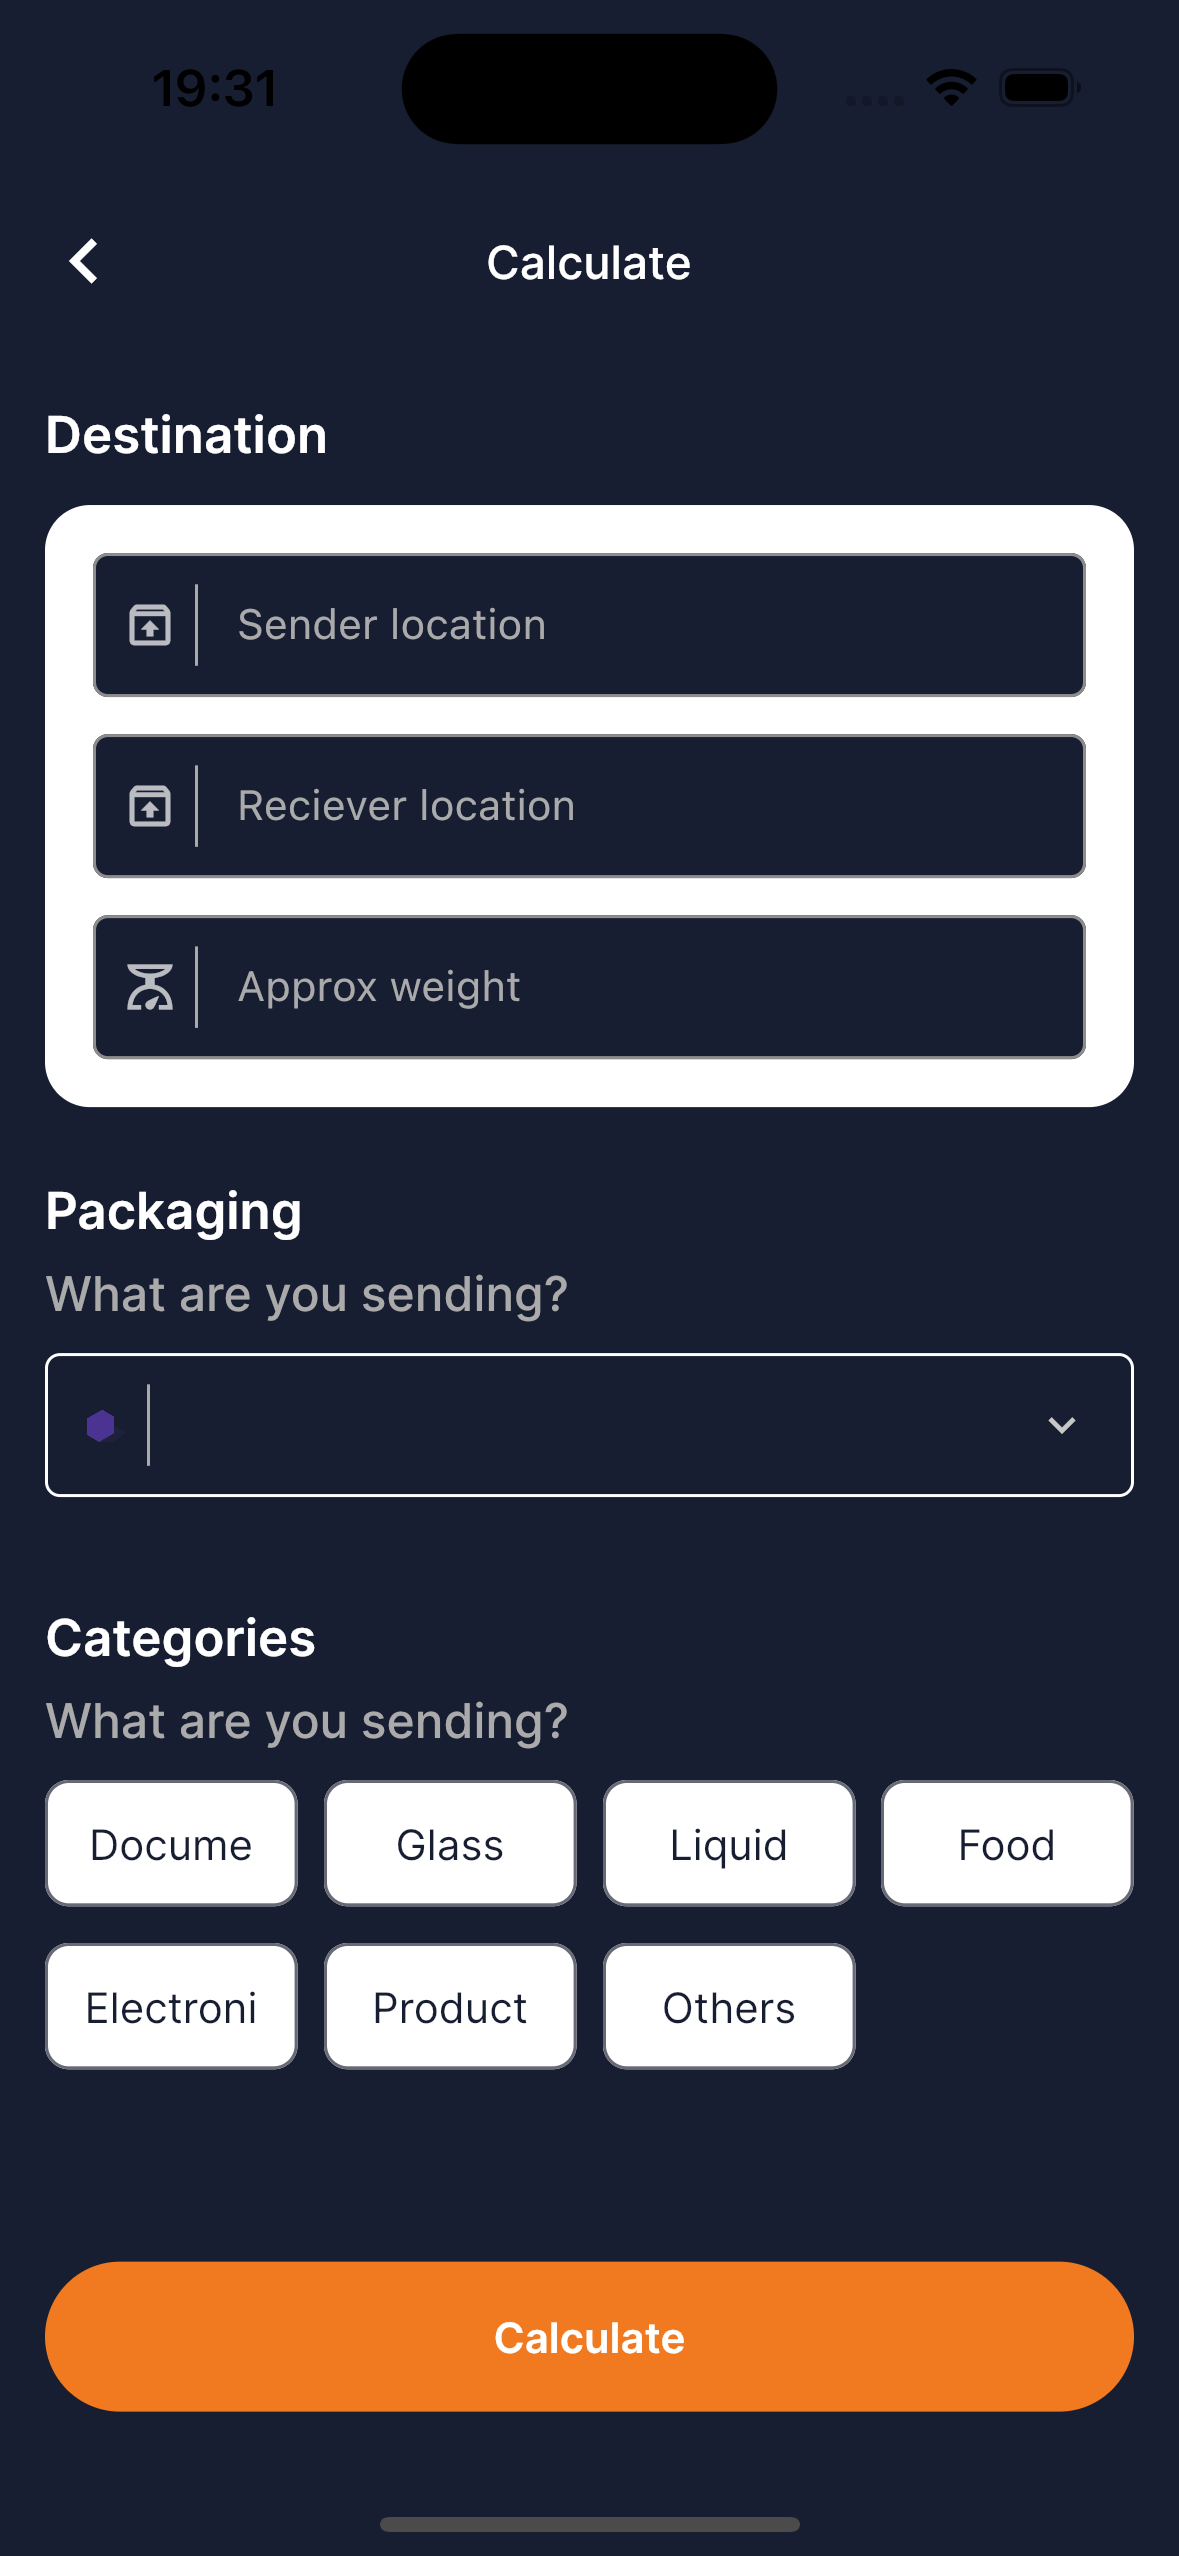 19:31
Calculate
Destination
Sender location
Reciever location
Approx weight
Packaging
What are you sending?
Categories
What are you sending?
Docume Glass Liquid Food
Electroni Product Others
Calculate